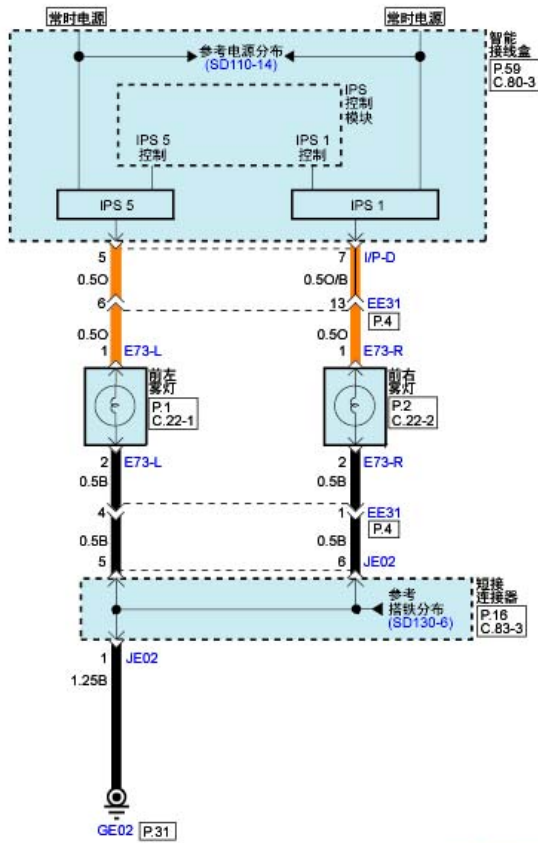 常时电源
常时电源
参考电源分布
(SD110-14)
智能
接线盒
P.59
C.80-3
IPS
控制
模块
IPS 5
控制
IPS 1
控制
IPS 5
IPS 1
5
7
I/P-D
0.5O
0.5O/B
6
13
EE31
P.4
0.5O
0.5O
1
E73-L
1
E73-R
前左
雾灯
P.1
C.22-1
前右
雾灯
P.2
C.22-2
2
E73-L
2
E73-R
0.5B
0.5B
4
1
EE31
P.4
0.5B
0.5B
5
6
JE02
参考
搭铁分布
(SD130-6)
短接
连接器
P.16
C.83-3
1
JE02
1.25B
GE02
P.31